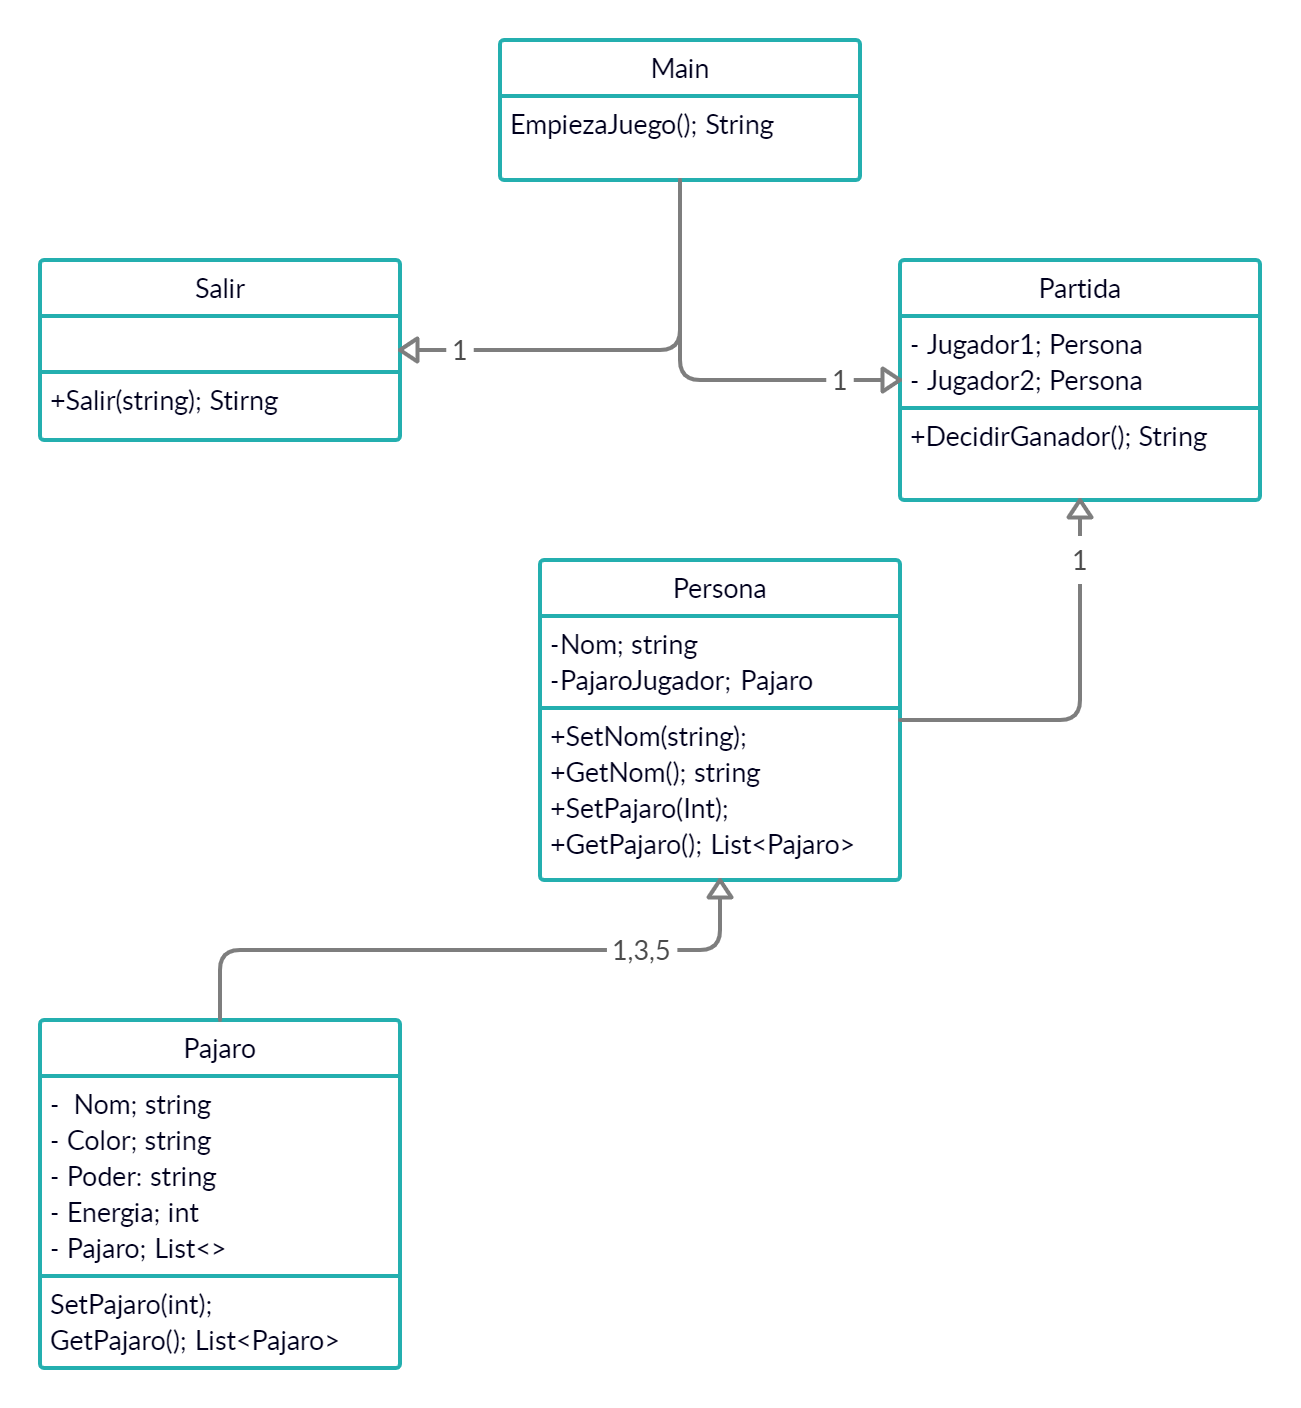 Main
EmpiezaJuego(); String
Salir
+Salir(string); Stirng
1
1
Partida
- Jugador1; Persona
- Jugador2; Persona
+DecidirGanador(); String
1
Persona
-Nom; string
-PajaroJugador; Pajaro
+SetNom(string);
+GetNom(); string
+SetPajaro(Int);
+GetPajaro(); List<Pajaro>
1,3,5
Pajaro
- Nom; string
- Color; string
- Poder: string
- Energia; int
- Pajaro; List<>
SetPajaro(int);
GetPajaro(); List<Pajaro>